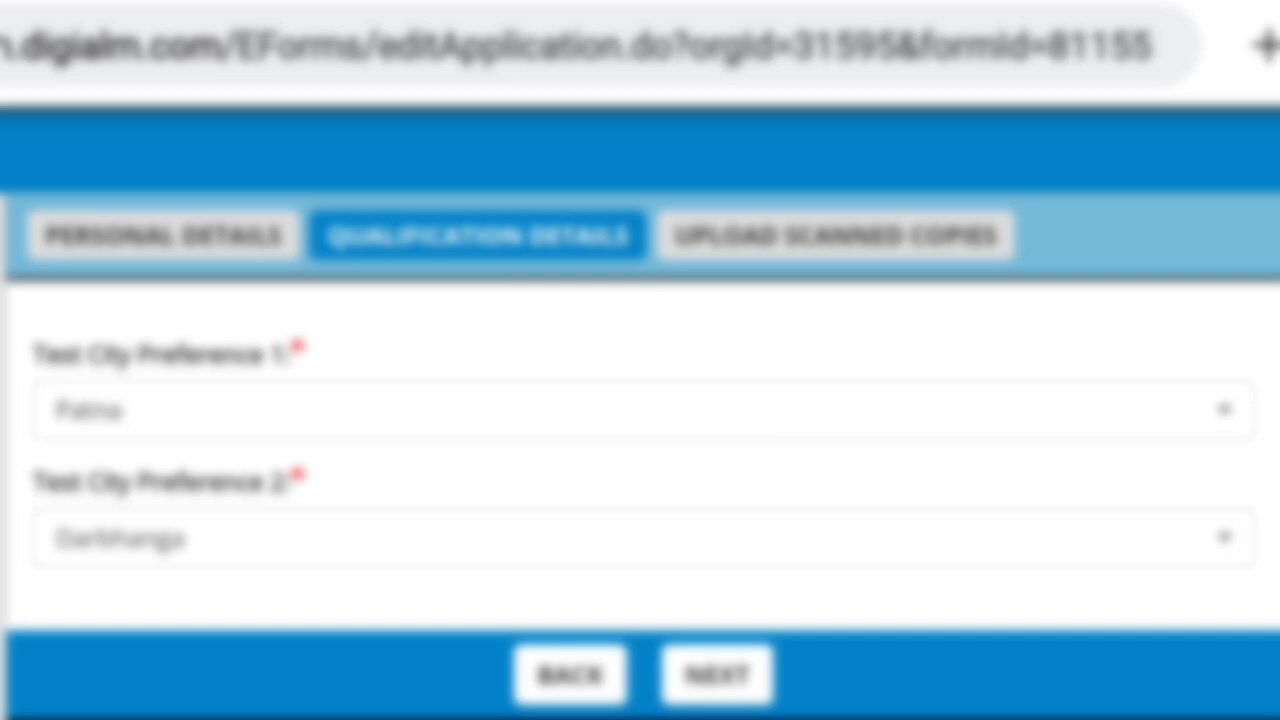 n.digialm.com/EForms/editApplication.do?orgId=31595&formId=81155
PERSONAL DETAILS QUALIFICATION DETAILS UPLOAD SCANNED COPIES
Test City Preference 1:*
Patna
Test City Preference 2:*
Darbhanga
BACK NEXT